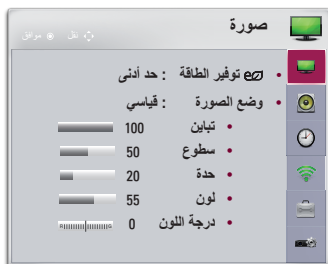 صورة
نقل موافق
توفير الطاقة : حد أدنى
وضع الصورة : قياسي
تباين 100
سطوع 50
حدة 20
لون 55
درجة اللون 0